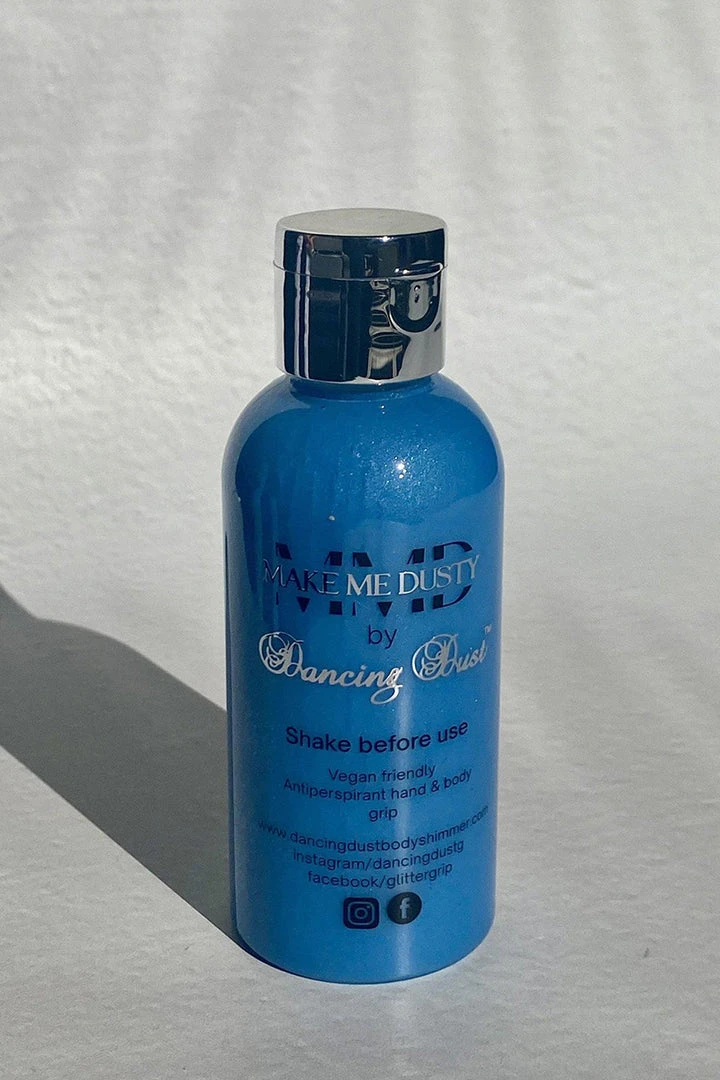 MMD
MAKE ME DUSTY
by
Dancing Dust™
Shake before use
Vegan friendly
Antiperspirant hand & body
grip
www.dancingdustbodyshimmer.com
instagram/dancingdustg
facebook/glittergrip
f